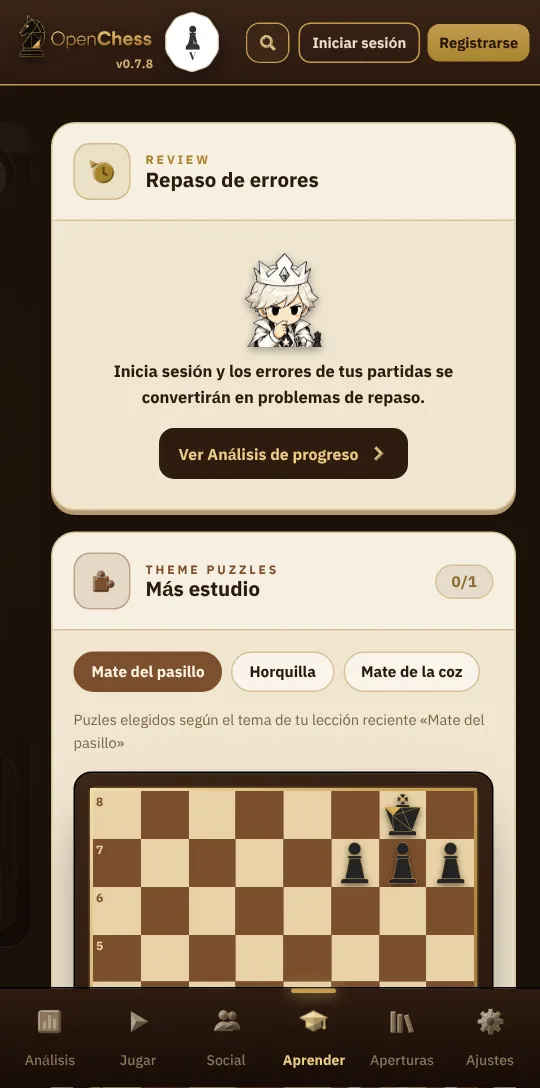 OpenChess
v0.7.8
Iniciar sesión
Registrarse
REVIEW
Repaso de errores
Inicia sesión y los errores de tus partidas se
convertirán en problemas de repaso.
Ver Análisis de progreso
THEME PUZZLES
Más estudio
0/1
Mate del pasillo
Horquilla
Mate de la coz
Puzles elegidos según el tema de tu lección reciente «Mate del
pasillo»
8
7
6
5
Análisis
Jugar
Social
Aprender
Aperturas
Ajustes